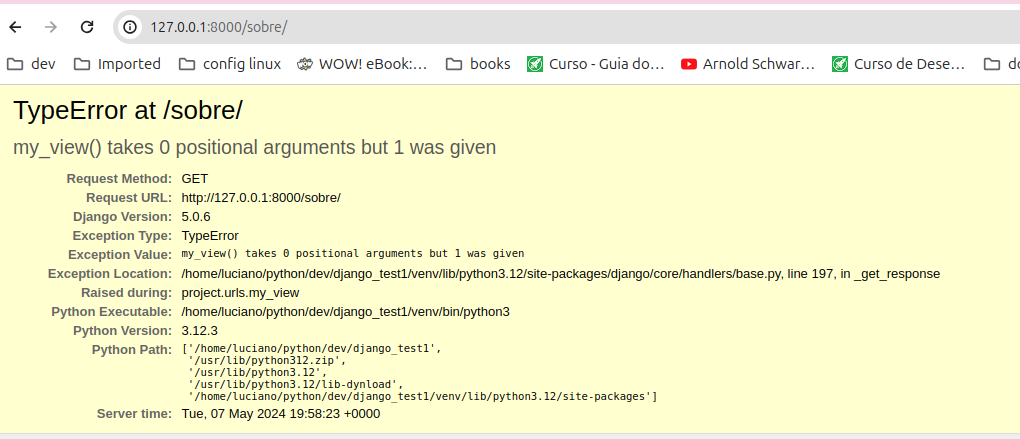 127.0.0.1:8000/sobre/
dev Imported config linux WOW! eBook:... books Curso - Guia do... Arnold Schwar... Curso de Dese...
TypeError at /sobre/
my_view() takes 0 positional arguments but 1 was given
Request Method: GET
Request URL: http://127.0.0.1:8000/sobre/
Django Version: 5.0.6
Exception Type: TypeError
Exception Value: my_view() takes 0 positional arguments but 1 was given
Exception Location: /home/luciano/python/dev/django_test1/venv/lib/python3.12/site-packages/django/core/handlers/base.py, line 197, in _get_response
Raised during: project.urls.my_view
Python Executable: /home/luciano/python/dev/django_test1/venv/bin/python3
Python Version: 3.12.3
Python Path: ['/home/luciano/python/dev/django_test1',
'/usr/lib/python312.zip',
'/usr/lib/python3.12',
'/usr/lib/python3.12/lib-dynload',
'/home/luciano/python/dev/django_test1/venv/lib/python3.12/site-packages']
Server time: Tue, 07 May 2024 19:58:23 +0000